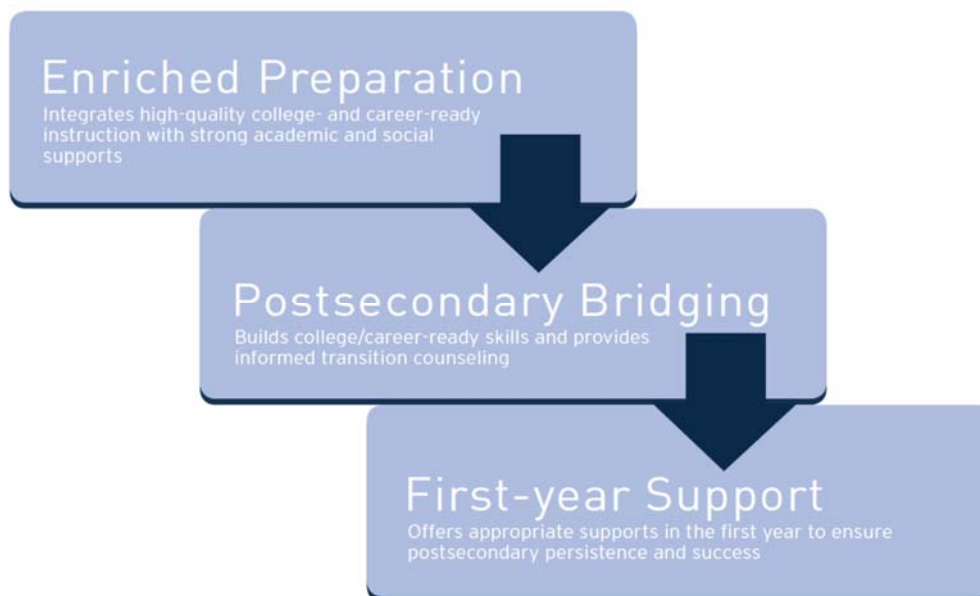 Enriched Preparation
Integrates high-quality college- and career-ready
instruction with strong academic and social
supports
Postsecondary Bridging
Builds college/career-ready skills and provides
informed transition counseling
First-year Support
Offers appropriate supports in the first year to ensure
postsecondary persistence and success